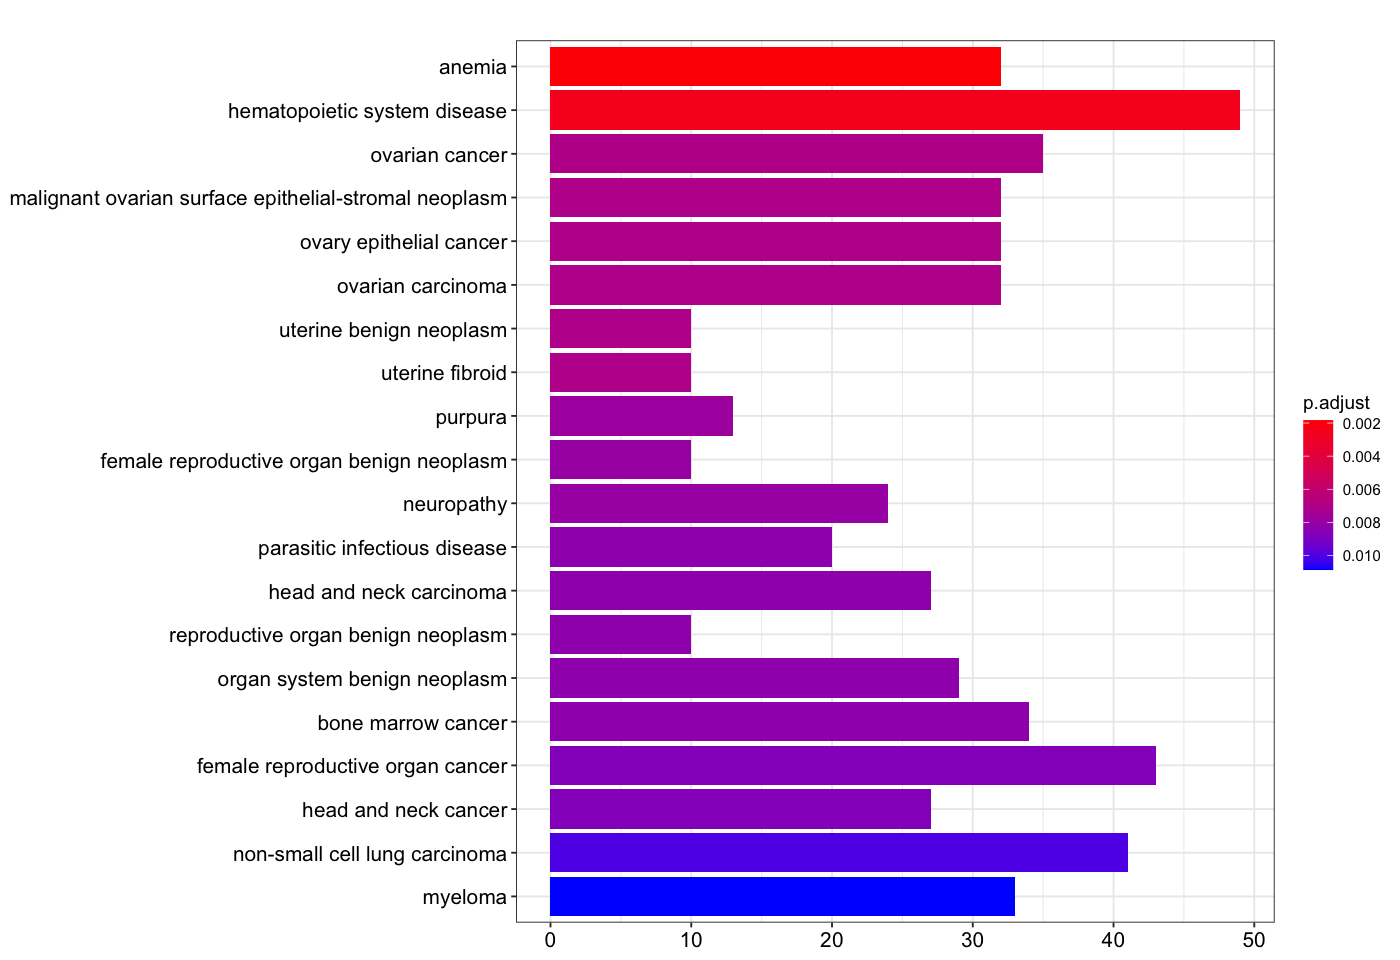 anemia
hematopoietic system disease
ovarian cancer
malignant ovarian surface epithelial-stromal neoplasm
ovary epithelial cancer
ovarian carcinoma
uterine benign neoplasm
uterine fibroid
purpura
female reproductive organ benign neoplasm
neuropathy
parasitic infectious disease
head and neck carcinoma
reproductive organ benign neoplasm
organ system benign neoplasm
bone marrow cancer
female reproductive organ cancer
head and neck cancer
non-small cell lung carcinoma
myeloma
0 10 20 30 40 50
p.adjust
0.002
0.004
0.006
0.008
0.010